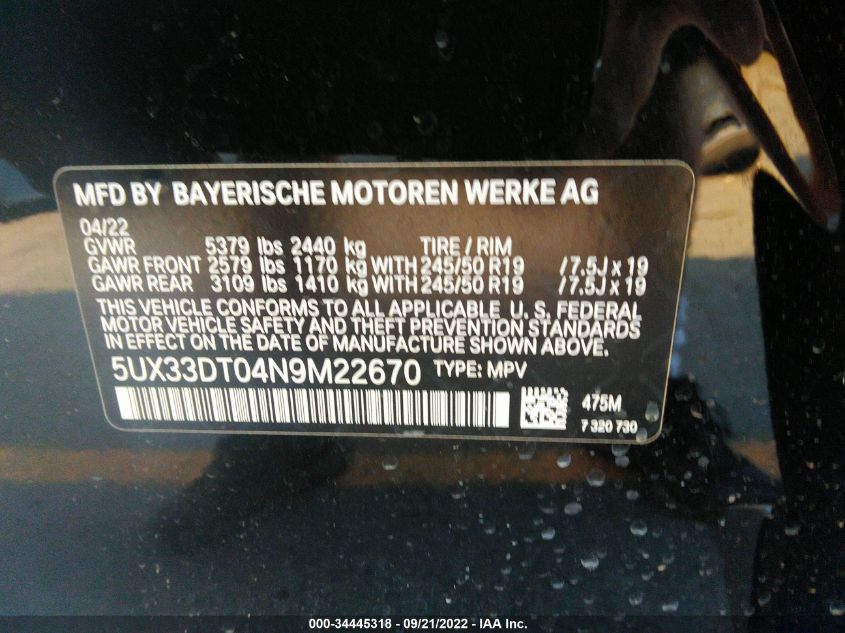 MFD BY BAYERISCHE MOTOREN WERKE AG
04/22
GVWR 5379 lbs 2440 kg TIRE / RIM
GAWR FRONT 2579 lbs 1170 kg WITH 245/50 R19 /7.5J x 19
GAWR REAR 3109 lbs 1410 kg WITH 245/50 R19 /7.5J x 19
THIS VEHICLE CONFORMS TO ALL APPLICABLE U. S. FEDERAL
MOTOR VEHICLE SAFETY AND THEFT PREVENTION STANDARDS
IN EFFECT ON THE DATE OF MANUFACTURE SHOWN ABOVE.
5UX33DT04N9M22670 TYPE: MPV
475M
7 320 730
000-34445318 / 09/21/2022 - IAA Inc.